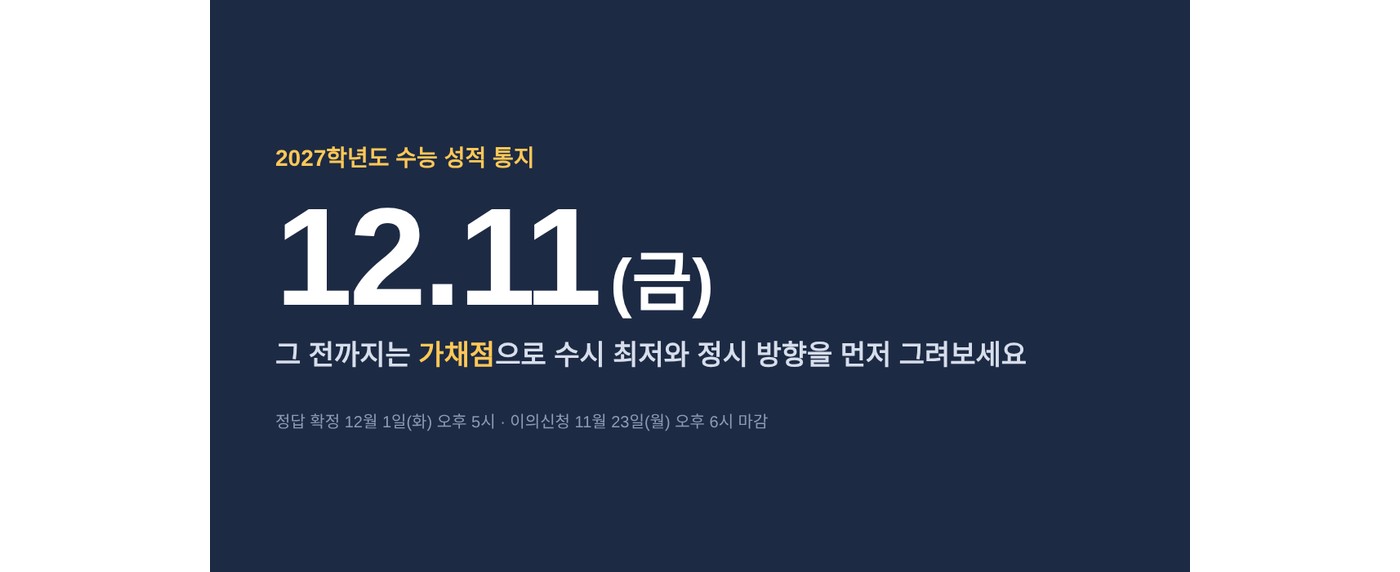 2027학년도 수능 성적 통지
12.11 (금)
그 전까지는 가채점으로 수시 최저와 정시 방향을 먼저 그려보세요
정답 확정 12월 1일(화) 오후 5시 · 이의신청 11월 23일(월) 오후 6시 마감